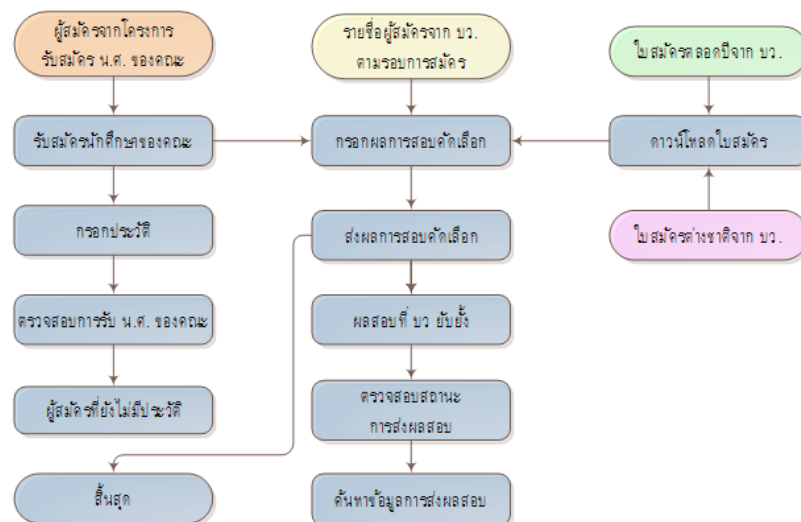 ผู้สมัครจากโครงการ
รับสมัคร น.ศ. ของคณะ
รายชื่อผู้สมัครจาก บว.
ตามรอบการสมัคร
ใบสมัครตลอดปีจาก บว.
รับสมัครนักศึกษาของคณะ
กรอกผลการสอบคัดเลือก
ดาวน์โหลดใบสมัคร
กรอกประวัติ
ส่งผลการสอบคัดเลือก
ใบสมัครต่างชาติจาก บว.
ตรวจสอบการรับ น.ศ. ของคณะ
ผลสอบที่ บว ยับยั้ง
ผู้สมัครที่ยังไม่มีประวัติ
ตรวจสอบสถานะ
การส่งผลสอบ
สิ้นสุด
ค้นหาข้อมูลการส่งผลสอบ